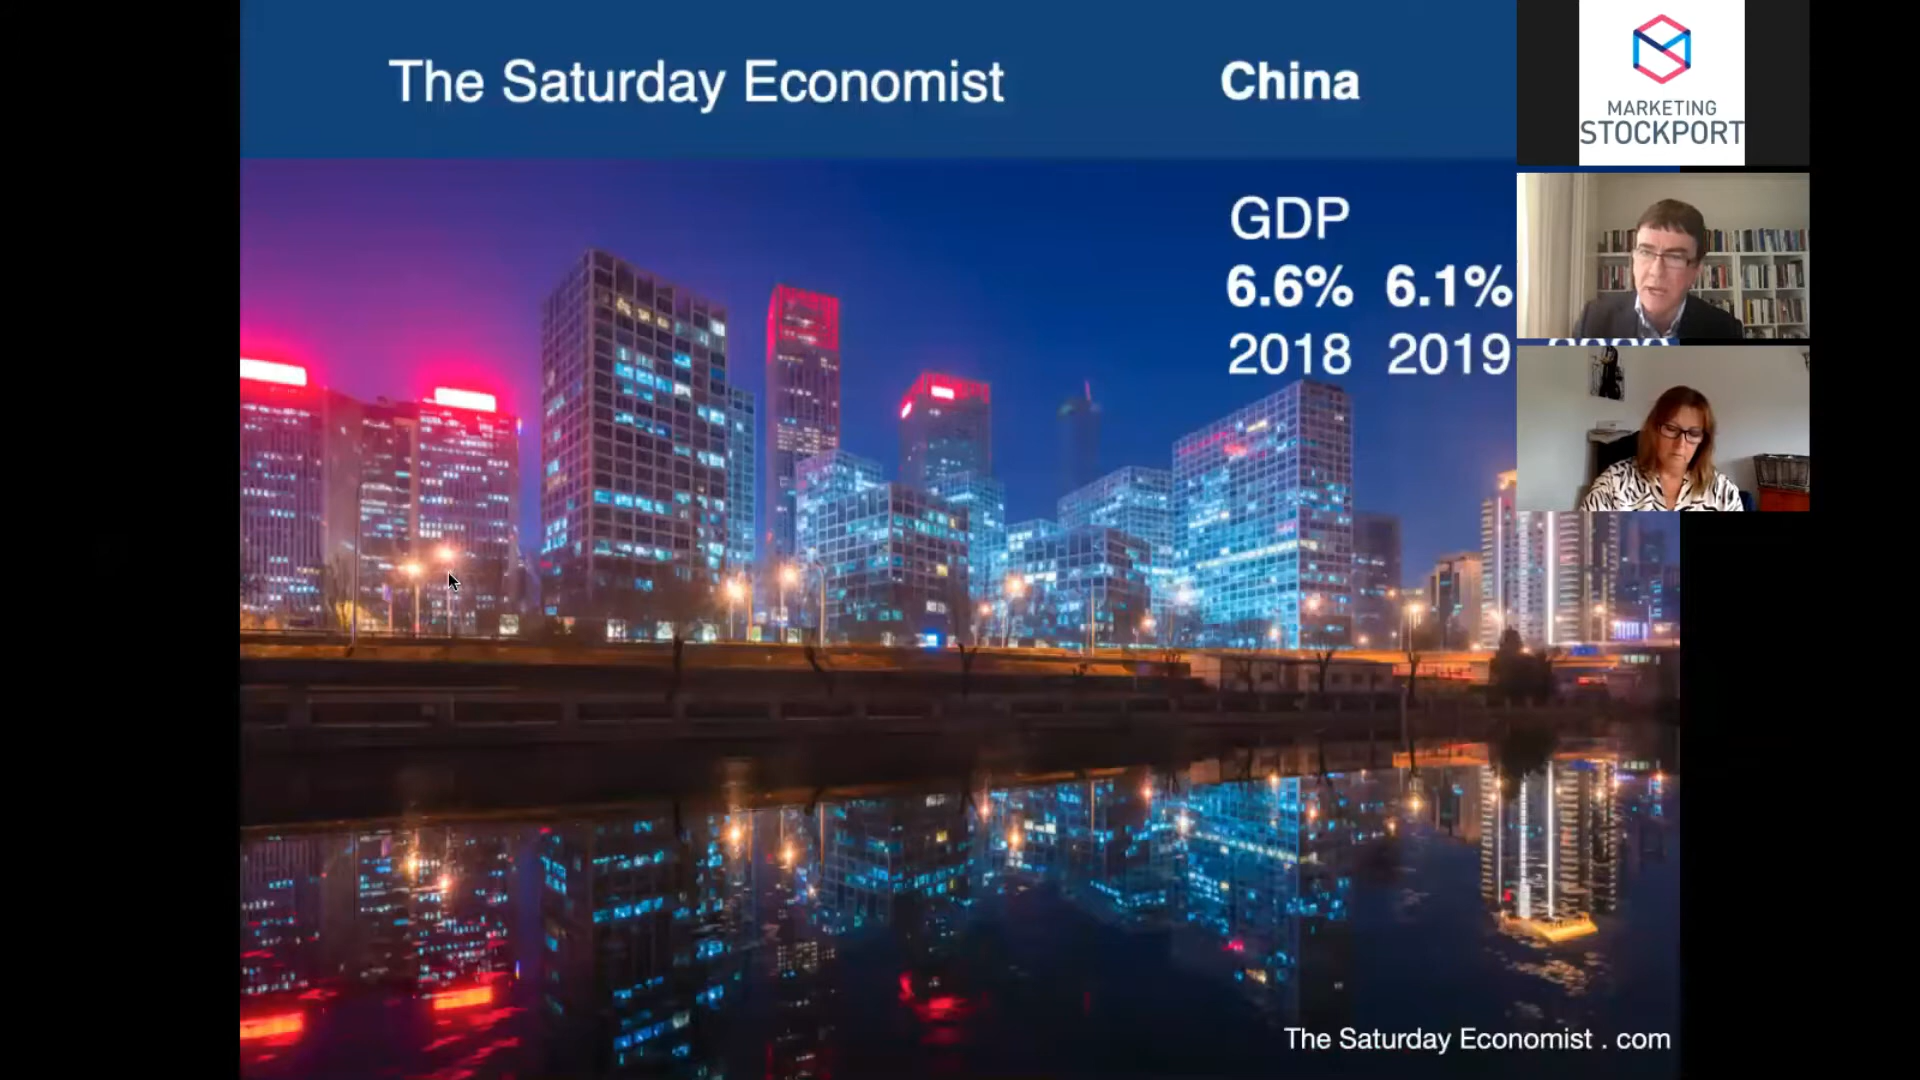 The Saturday Economist China
MARKETING
STOCKPORT
GDP
6.6% 6.1%
2018 2019
The Saturday Economist . com